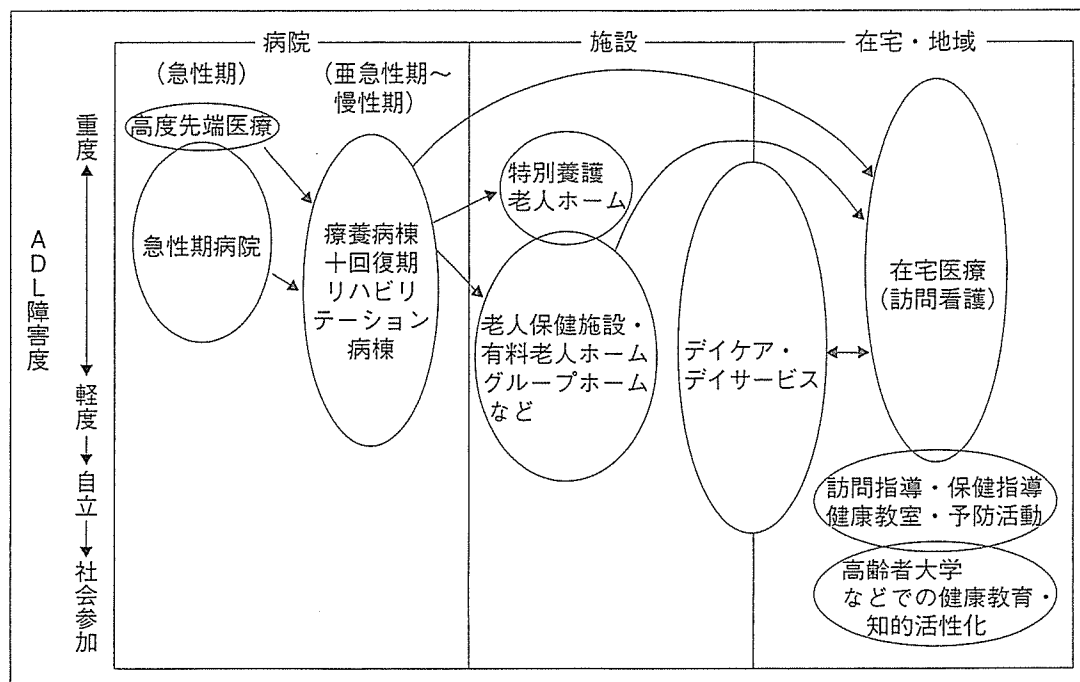 病院
施設
在宅・地域
(急性期)
(亜急性期～
慢性期)
高度先端医療
急性期病院
療養病棟
十回復期
リハビリ
テーション
病棟
特別養護
老人ホーム
老人保健施設・
有料老人ホーム
グループホーム
など
デイケア・
デイサービス
在宅医療
(訪問看護)
訪問指導・保健指導
健康教室・予防活動
高齢者大学
などでの健康教育・
知的活性化
ADL障害度
重度
軽度
自立
社会参加